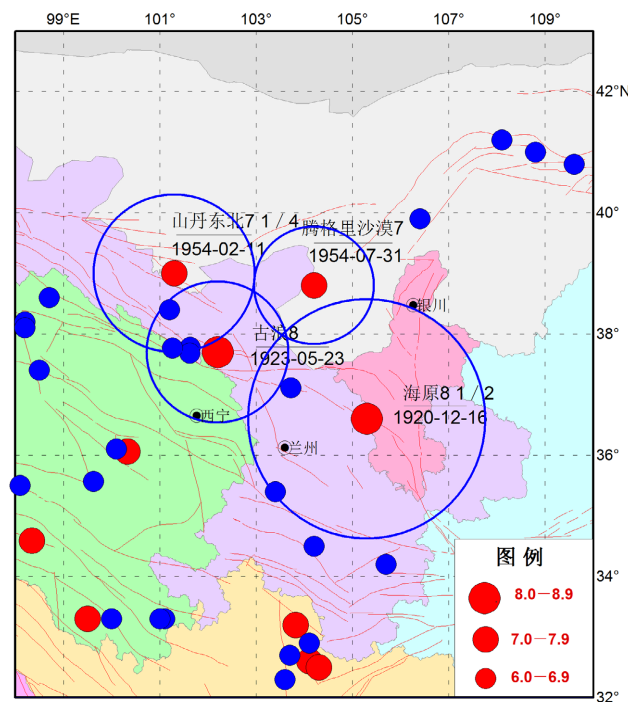 99°E 101° 103° 105° 107° 109°
42°N
40°
38°
36°
34°
32°
山丹东北7 1 / 4
1954-02-11
腾格里沙漠7
1954-07-31
银川
古浪8
1923-05-23
海原8 1 / 2
1920-12-16
西宁
兰州
图 例
8.0－8.9
7.0－7.9
6.0－6.9